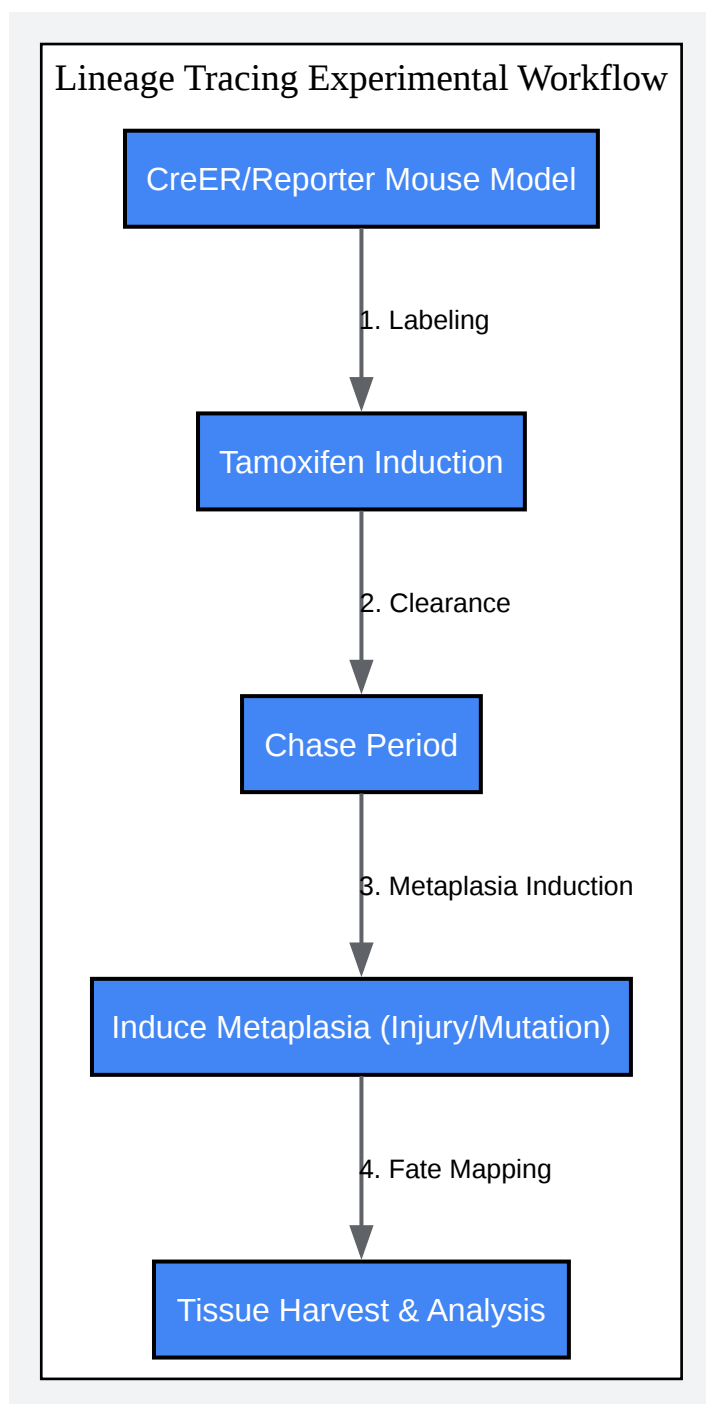 Lineage Tracing Experimental Workflow
CreER/Reporter Mouse Model
1. Labeling
Tamoxifen Induction
2. Clearance
Chase Period
3. Metaplasia Induction
Induce Metaplasia (Injury/Mutation)
4. Fate Mapping
Tissue Harvest & Analysis